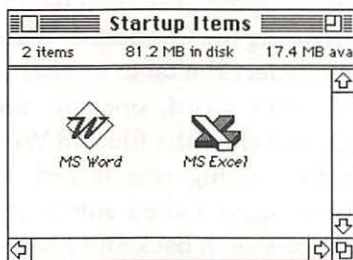 Startup Items
2 items 81.2 MB in disk 17.4 MB ava
MS Word MS Excel